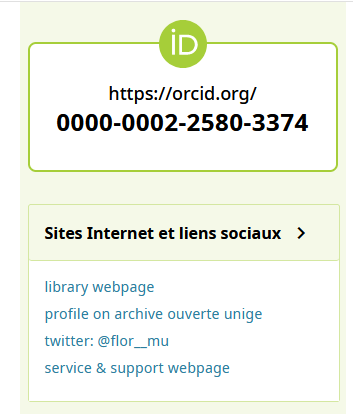 iD
https://orcid.org/
0000-0002-2580-3374
Sites Internet et liens sociaux
library webpage
profile on archive ouverte unige
twitter: @flor__mu
service & support webpage